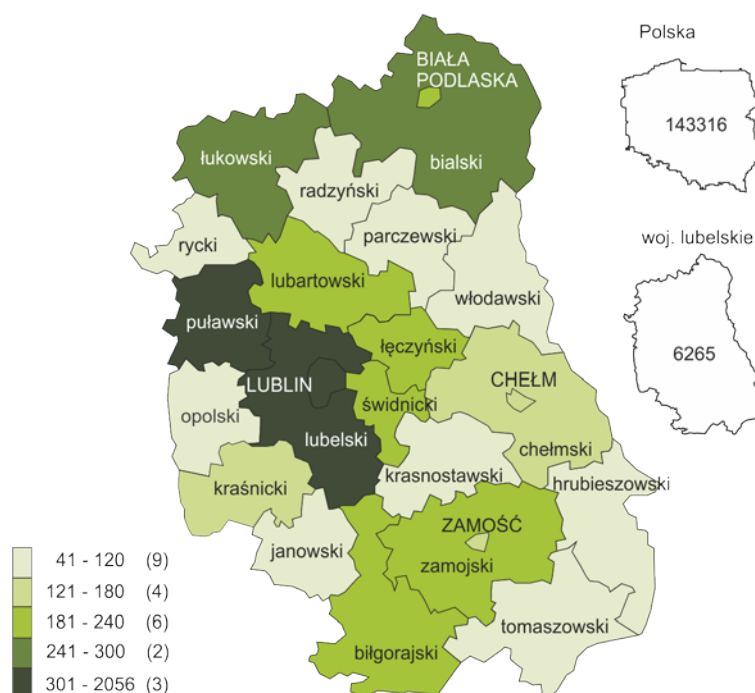 Polska
143316
BIAŁA
PODLASKA
łukowski
bialski
radzyński
parczewski
rycki
woj. lubelskie
lubartowski
włodawski
puławski
łęczyński
6265
LUBLIN
CHEŁM
świdnicki
opolski
lubelski
chełmski
krasnostawski
hrubieszowski
kraśnicki
ZAMOŚĆ
janowski
zamojski
tomaszowski
biłgorajski
41 - 120 (9)
121 - 180 (4)
181 - 240 (6)
241 - 300 (2)
301 - 2056 (3)